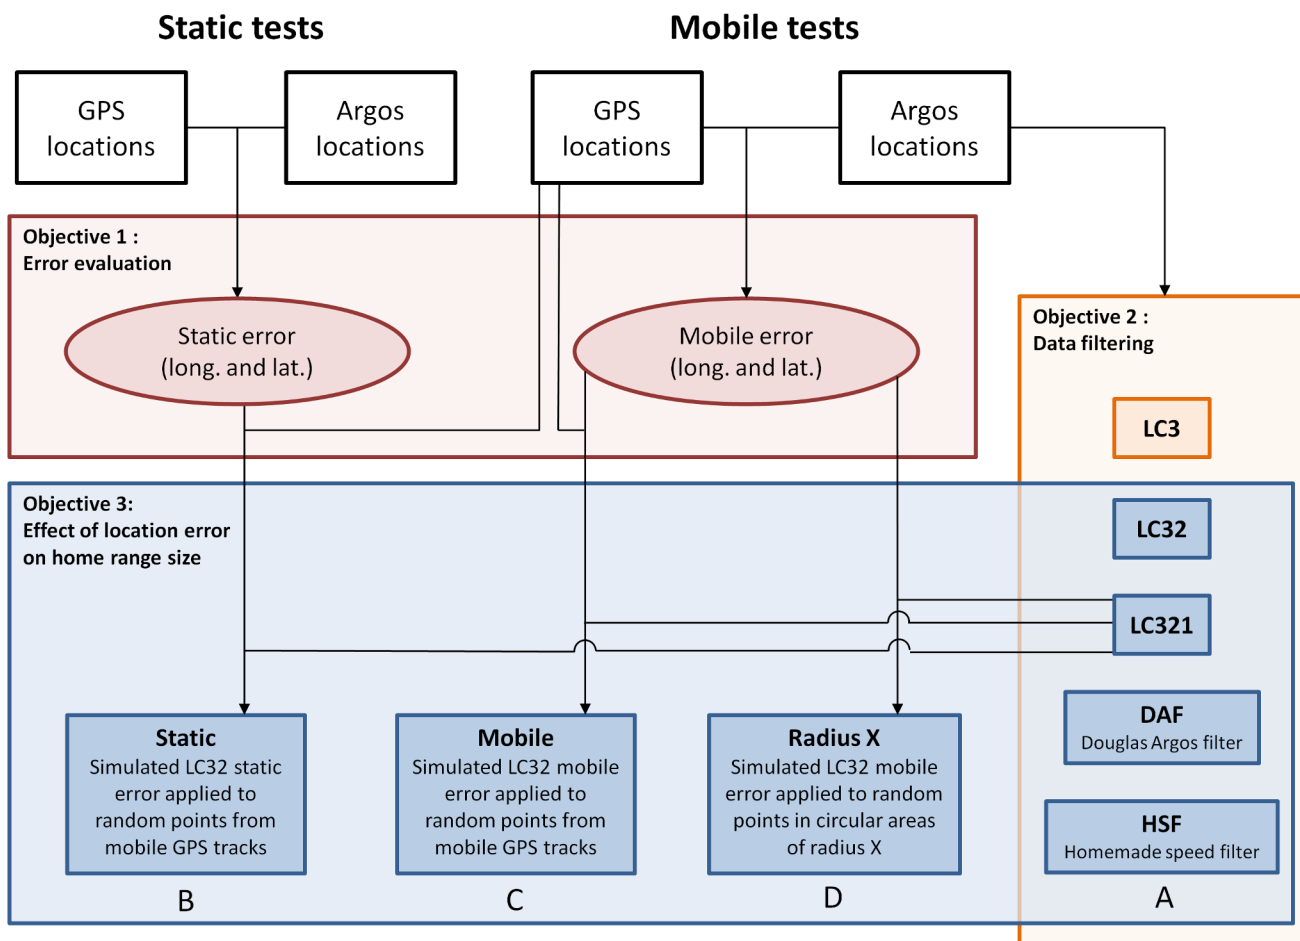 Static tests
Mobile tests
GPS
locations
Argos
locations
GPS
locations
Argos
locations
Objective 1 :
Error evaluation
Static error
(long. and lat.)
Mobile error
(long. and lat.)
Objective 2 :
Data filtering
LC3
Objective 3:
Effect of location error
on home range size
LC32
LC321
DAF
Douglas Argos filter
HSF
Homemade speed filter
Static
Simulated LC32 static
error applied to
random points from
mobile GPS tracks
Mobile
Simulated LC32 mobile
error applied to
random points from
mobile GPS tracks
Radius X
Simulated LC32 mobile
error applied to random
points in circular areas
of radius X
B
C
D
A